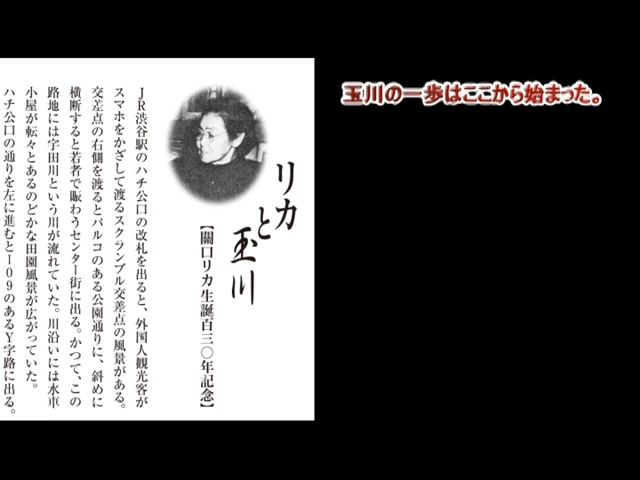 玉川の一歩はここから始まった。
リカと玉川
【關口リカ生誕百三〇年記念】
JR渋谷駅のハチ公口の改札を出ると、外国人観光客が
スマホをかざして渡るスクランブル交差点の風景がある。
交差点の右側を渡るとパルコのある公園通りに、斜めに
横断すると若者で賑わうセンター街に出る。かつて、この
路地には宇田川という川が流れていた。川沿いには水車
小屋が転々とあるのどかな田園風景が広がっていた。
ハチ公口の通りを左に進むと109のあるY字路に出る。